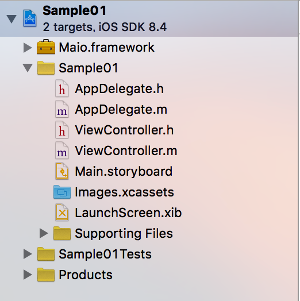 Sample01
2 targets, iOS SDK 8.4
Maio.framework
Sample01
h AppDelegate.h
m AppDelegate.m
h ViewController.h
m ViewController.m
Main.storyboard
Images.xcassets
LaunchScreen.xib
Supporting Files
Sample01Tests
Products